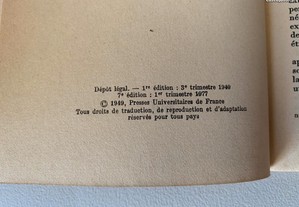 Dépôt légal. — 1re édition : 3e trimestre 1949
7e édition : 1er trimestre 1977
© 1949, Presses Universitaires de France
Tous droits de traduction, de reproduction et d'adaptation
réservés pour tous pays